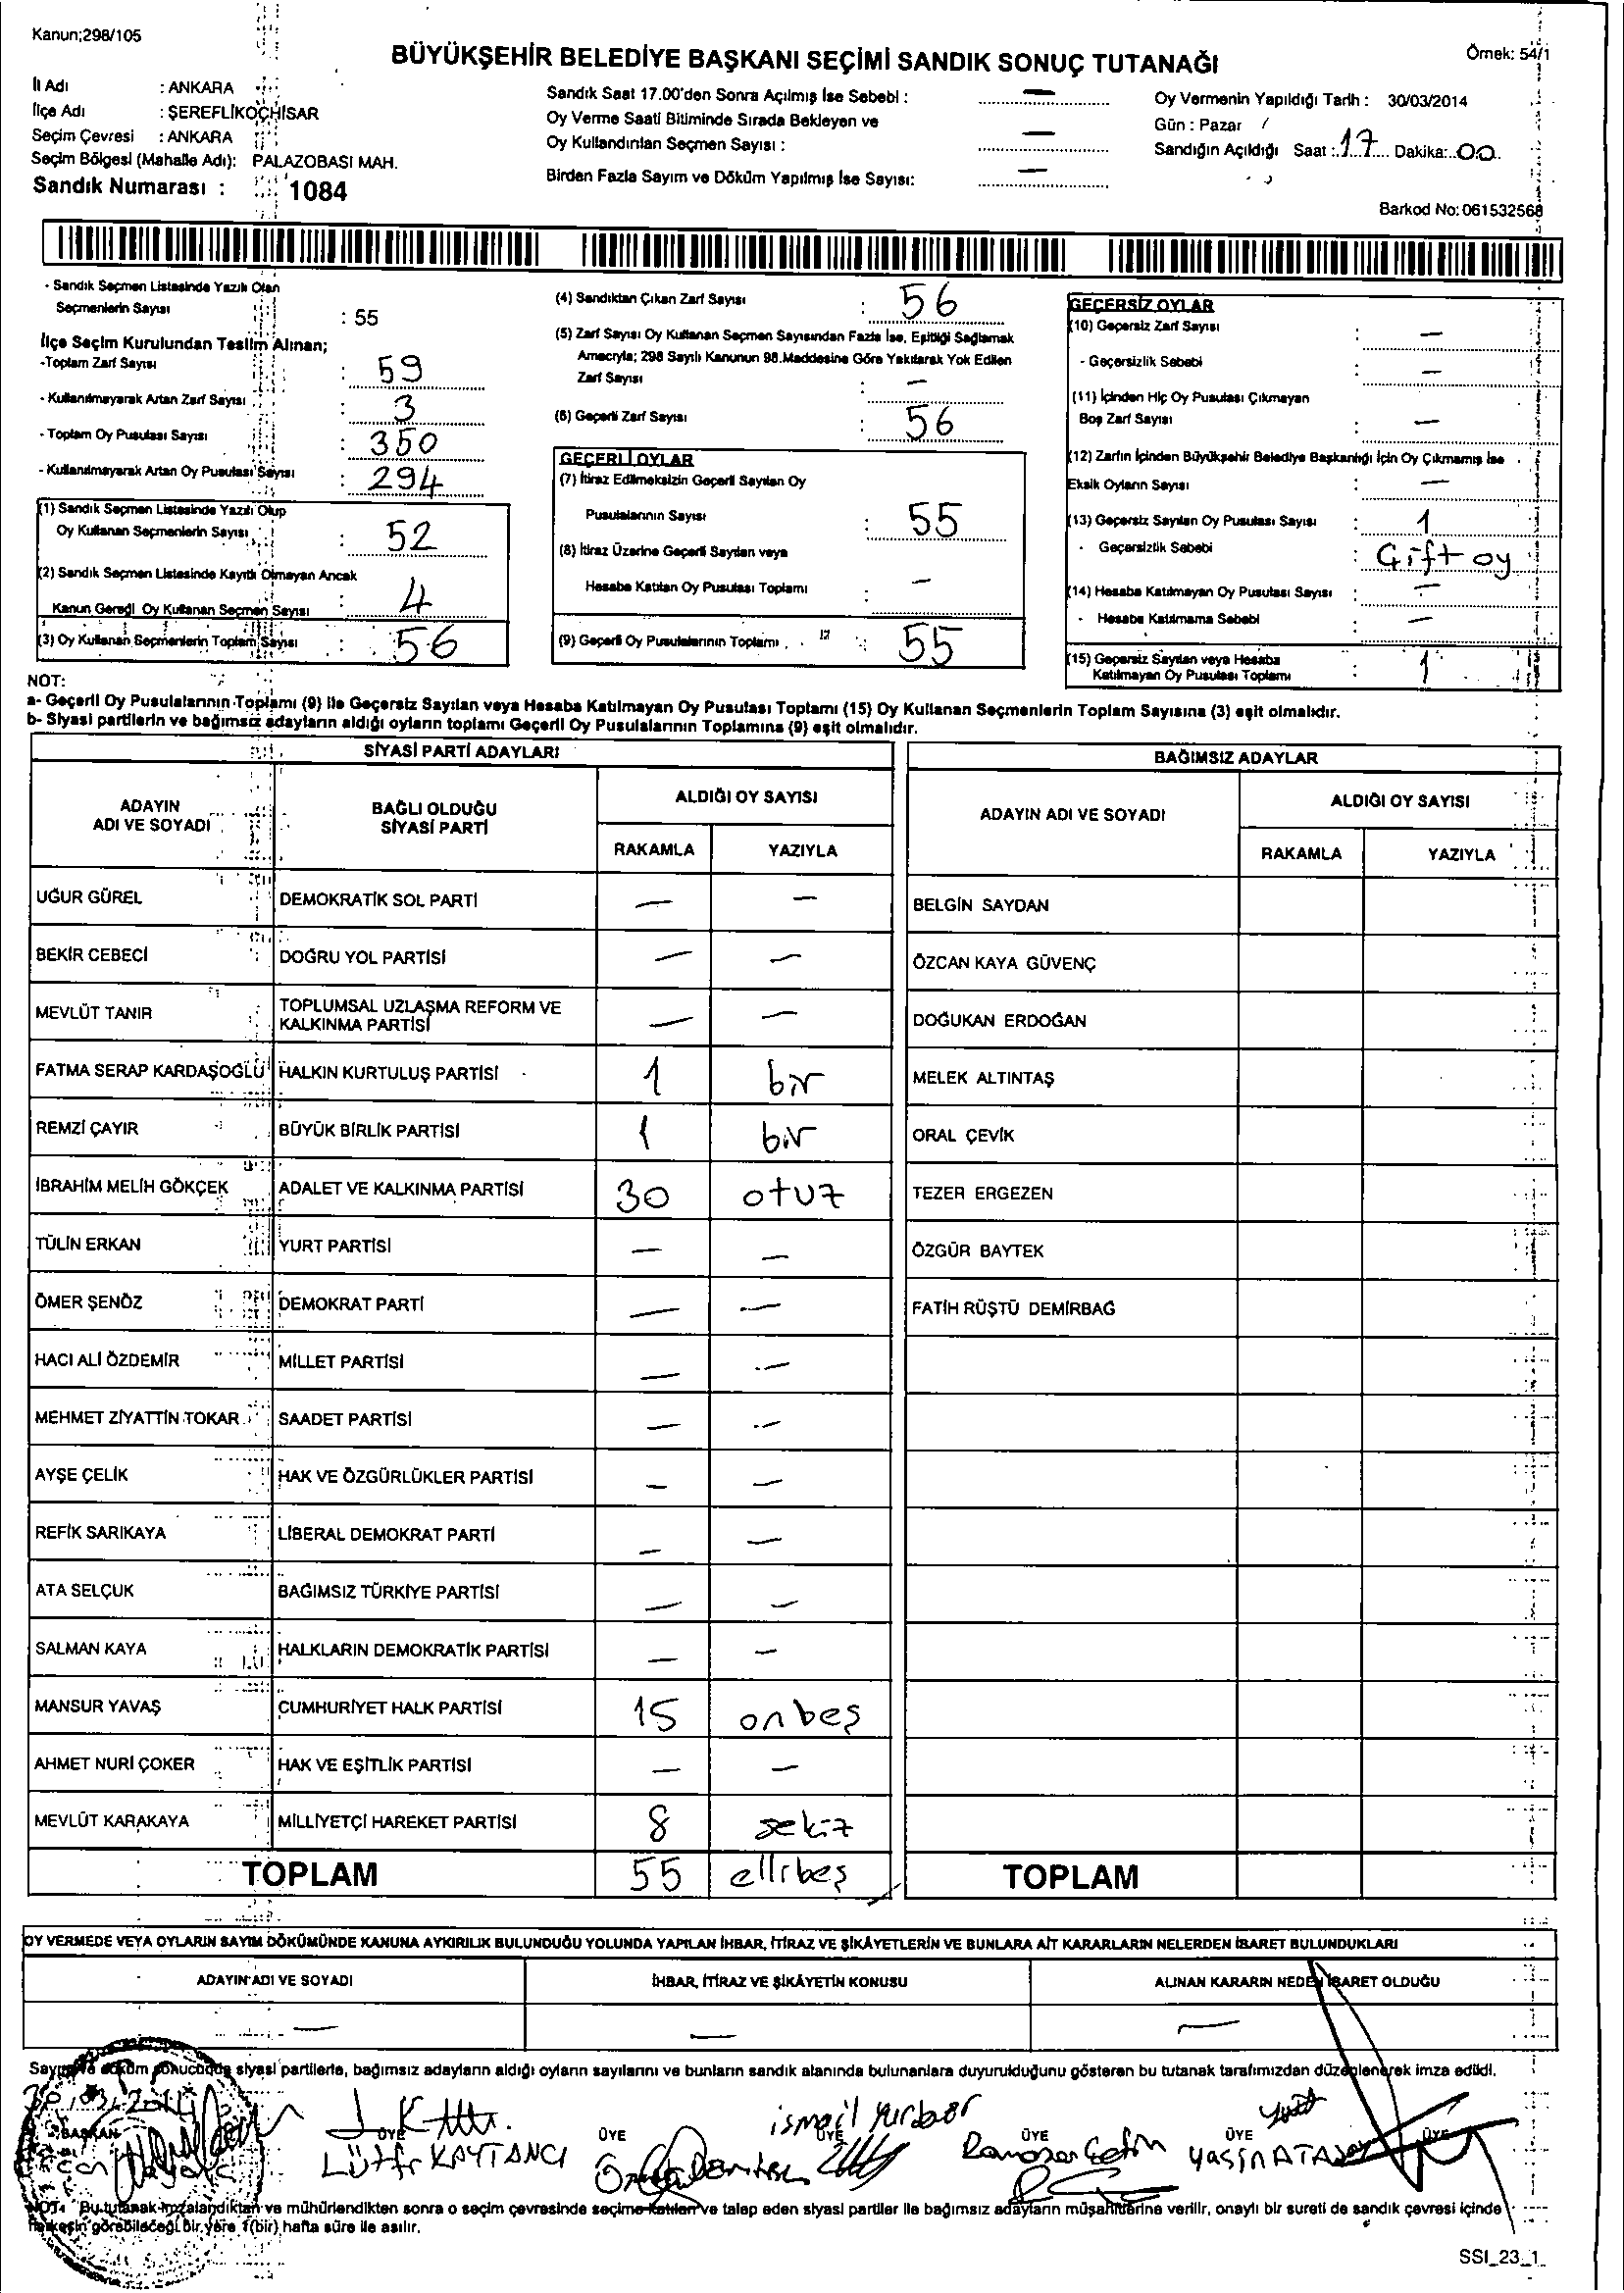 Kanun;298/105
BÜYÜKŞEHİR BELEDİYE BAŞKANI SEÇİMİ SANDIK SONUÇ TUTANAĞI
Örnek: 54/1
İl Adı : ANKARA
İlçe Adı : ŞEREFLİKOÇHİSAR
Seçim Çevresi : ANKARA
Seçim Bölgesi (Mahalle Adı): PALAZOBASI MAH.
Sandık Numarası : 1084
Sandık Saat 17.00'den Sonra Açılmış İse Sebebi : —
Oy Verme Saati Bitiminde Sırada Bekleyen ve
Oy Kullandırılan Seçmen Sayısı : —
Birden Fazla Sayım ve Döküm Yapılmış İse Sayısı: —
Oy Vermenin Yapıldığı Tarih : 30/03/2014
Gün : Pazar
Sandığın Açıldığı Saat : 17 Dakika: 00
Barkod No: 061532568
- Sandık Seçmen Listesinde Yazılı Olan
Seçmenlerin Sayısı : 55
İlçe Seçim Kurulundan Teslim Alınan;
-Toplam Zarf Sayısı : 59
- Kullanılmayarak Artan Zarf Sayısı : 3
- Toplam Oy Pusulası Sayısı : 350
- Kullanılmayarak Artan Oy Pusulası Sayısı : 294
(1) Sandık Seçmen Listesinde Yazılı Olup
Oy Kullanan Seçmenlerin Sayısı : 52
(2) Sandık Seçmen Listesinde Kayıtlı Olmayan Ancak
Kanun Gereği Oy Kullanan Seçmen Sayısı : 4
(3) Oy Kullanan Seçmenlerin Toplam Sayısı : 56
(4) Sandıktan Çıkan Zarf Sayısı : 56
(5) Zarf Sayısı Oy Kullanan Seçmen Sayısından Fazla İse, Eşitliği Sağlamak
Amacıyla; 298 Sayılı Kanunun 98.Maddesine Göre Yakılarak Yok Edilen
Zarf Sayısı : —
(6) Geçerli Zarf Sayısı : 56
GEÇERLİ OYLAR
(7) İtiraz Edilmeksizin Geçerli Sayılan Oy
Pusulalarının Sayısı : 55
(8) İtiraz Üzerine Geçerli Sayılan veya
Hesaba Katılan Oy Pusulası Toplamı : —
(9) Geçerli Oy Pusulalarının Toplamı : 55
GEÇERSİZ OYLAR
(10) Geçersiz Zarf Sayısı : —
- Geçersizlik Sebebi : —
(11) İçinden Hiç Oy Pusulası Çıkmayan
Boş Zarf Sayısı : —
(12) Zarfın İçinden Büyükşehir Belediye Başkanlığı İçin Oy Çıkmamış İse
Eksik Oyların Sayısı : —
(13) Geçersiz Sayılan Oy Pusulası Sayısı : 1
- Geçersizlik Sebebi : Çift oy
(14) Hesaba Katılmayan Oy Pusulası Sayısı : —
- Hesaba Katılmama Sebebi : —
(15) Geçersiz Sayılan veya Hesaba
Katılmayan Oy Pusulası Toplamı : 1
NOT:
a- Geçerli Oy Pusulalarının Toplamı (9) ile Geçersiz Sayılan veya Hesaba Katılmayan Oy Pusulası Toplamı (15) Oy Kullanan Seçmenlerin Toplam Sayısına (3) eşit olmalıdır.
b- Siyasi partilerin ve bağımsız adayların aldığı oyların toplamı Geçerli Oy Pusulalarının Toplamına (9) eşit olmalıdır.
SİYASİ PARTİ ADAYLARI
BAĞIMSIZ ADAYLAR
ADAYIN ADI VE SOYADI
BAĞLI OLDUĞU SİYASİ PARTİ
ALDIĞI OY SAYISI
RAKAMLA YAZIYLA
ADAYIN ADI VE SOYADI
ALDIĞI OY SAYISI
RAKAMLA YAZIYLA
UĞUR GÜREL DEMOKRATİK SOL PARTİ — — BELGİN SAYDAN
BEKİR CEBECİ DOĞRU YOL PARTİSİ — — ÖZCAN KAYA GÜVENÇ
MEVLÜT TANIR TOPLUMSAL UZLAŞMA REFORM VE KALKINMA PARTİSİ — — DOĞUKAN ERDOĞAN
FATMA SERAP KARDAŞOĞLU HALKIN KURTULUŞ PARTİSİ 1 bir MELEK ALTINTAŞ
REMZİ ÇAYIR BÜYÜK BİRLİK PARTİSİ 1 bir ORAL ÇEVİK
İBRAHİM MELİH GÖKÇEK ADALET VE KALKINMA PARTİSİ 30 otuz TEZER ERGEZEN
TÜLİN ERKAN YURT PARTİSİ — — ÖZGÜR BAYTEK
ÖMER ŞENÖZ DEMOKRAT PARTİ — — FATİH RÜŞTÜ DEMİRBAĞ
HACI ALİ ÖZDEMİR MİLLET PARTİSİ — —
MEHMET ZİYATTİN TOKAR SAADET PARTİSİ — —
AYŞE ÇELİK HAK VE ÖZGÜRLÜKLER PARTİSİ — —
REFİK SARIKAYA LİBERAL DEMOKRAT PARTİ — —
ATA SELÇUK BAĞIMSIZ TÜRKİYE PARTİSİ — —
SALMAN KAYA HALKLARIN DEMOKRATİK PARTİSİ — —
MANSUR YAVAŞ CUMHURİYET HALK PARTİSİ 15 onbeş
AHMET NURİ ÇOKER HAK VE EŞİTLİK PARTİSİ — —
MEVLÜT KARAKAYA MİLLİYETÇİ HAREKET PARTİSİ 8 sekiz
TOPLAM 55 ellibeş TOPLAM
OY VERMEDE VEYA OYLARIN SAYIM DÖKÜMÜNDE KANUNA AYKIRILIK BULUNDUĞU YOLUNDA YAPILAN İHBAR, İTİRAZ VE ŞİKÂYETLERİN VE BUNLARA AİT KARARLARIN NELERDEN İBARET BULUNDUKLARI
ADAYIN ADI VE SOYADI İHBAR, İTİRAZ VE ŞİKÂYETİN KONUSU ALINAN KARARIN NEDEN İBARET OLDUĞU
— — —
Sayım ve döküm sonucunda siyasi partilerle, bağımsız adayların aldığı oyların sayılarını ve bunların sandık alanında bulunanlara duyurulduğunu gösteren bu tutanak tarafımızdan düzenlenerek imza edildi.
30/03/2014
BAŞKAN ÜYE ÜYE ÜYE ÜYE ÜYE ÜYE
Lütfi KAYTANCI
ismail
Ramazan Çetin
Yasin ATA
NOT: Bu tutanak imzalandıktan ve mühürlendikten sonra o seçim çevresinde seçime katılan ve talep eden siyasi partiler ile bağımsız adayların müşahitlerine verilir, onaylı bir sureti de sandık çevresi içinde
herkesin görebileceği bir yere 1(bir) hafta süre ile asılır.
SSI_23_1_